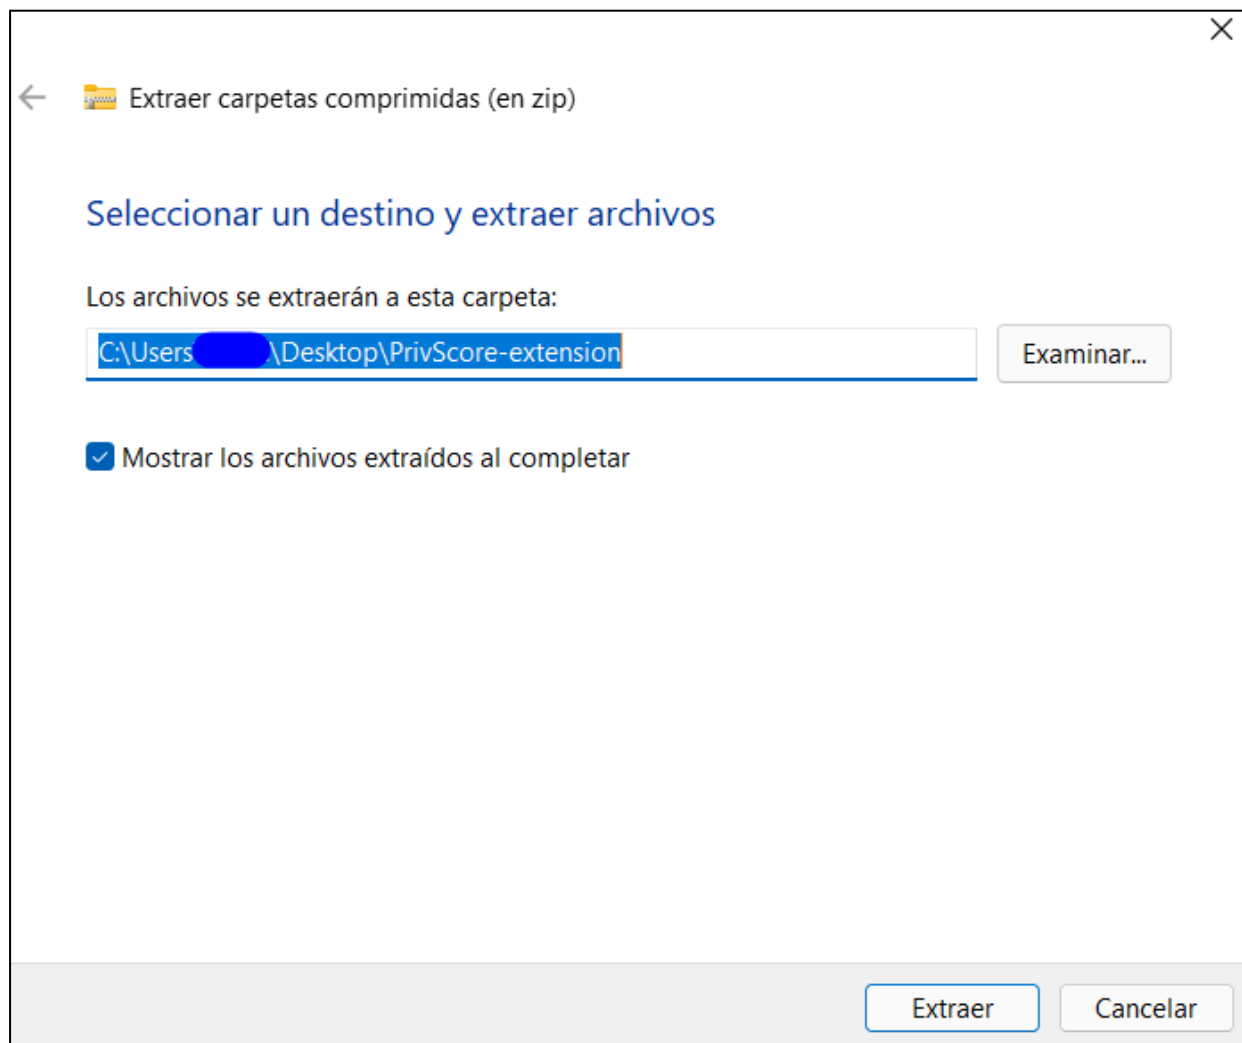 Extraer carpetas comprimidas (en zip)
Seleccionar un destino y extraer archivos
Los archivos se extraerán a esta carpeta:
C:\Users \Desktop\PrivScore-extension
Examinar...
Mostrar los archivos extraídos al completar
Extraer
Cancelar